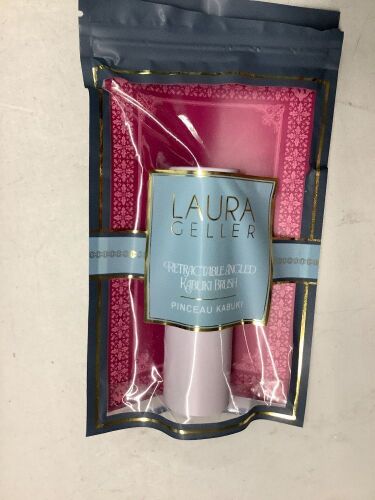 LAURA
GELLER
RETRACTABLE ANGLED
KABUKI BRUSH
PINCEAU KABUKI